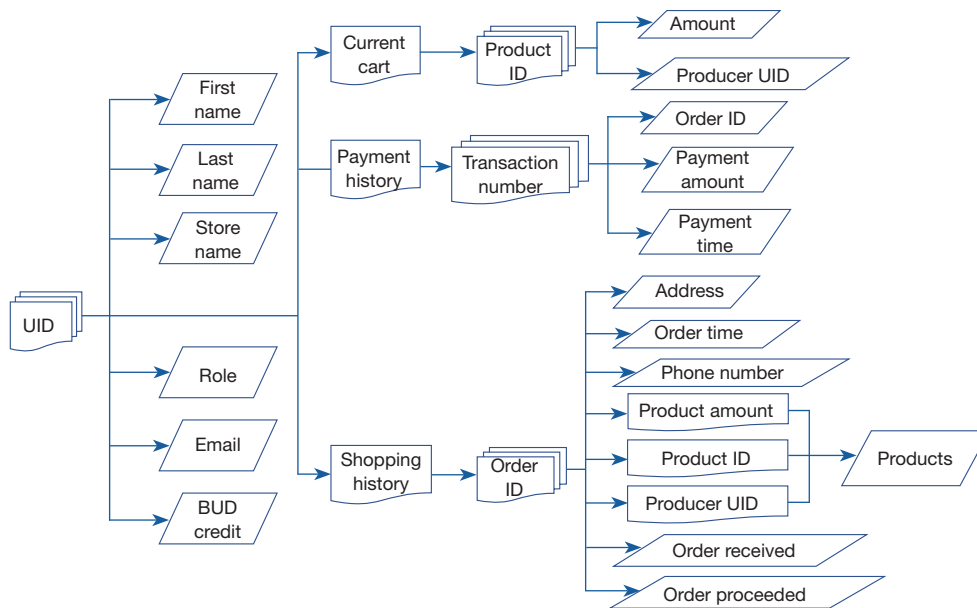 UID
First
name
Last
name
Store
name
Role
Email
BUD
credit
Current
cart
Product
ID
Amount
Producer UID
Payment
history
Transaction
number
Order ID
Payment
amount
Payment
time
Shopping
history
Order
ID
Address
Order time
Phone number
Product amount
Product ID
Producer UID
Order received
Order proceeded
Products